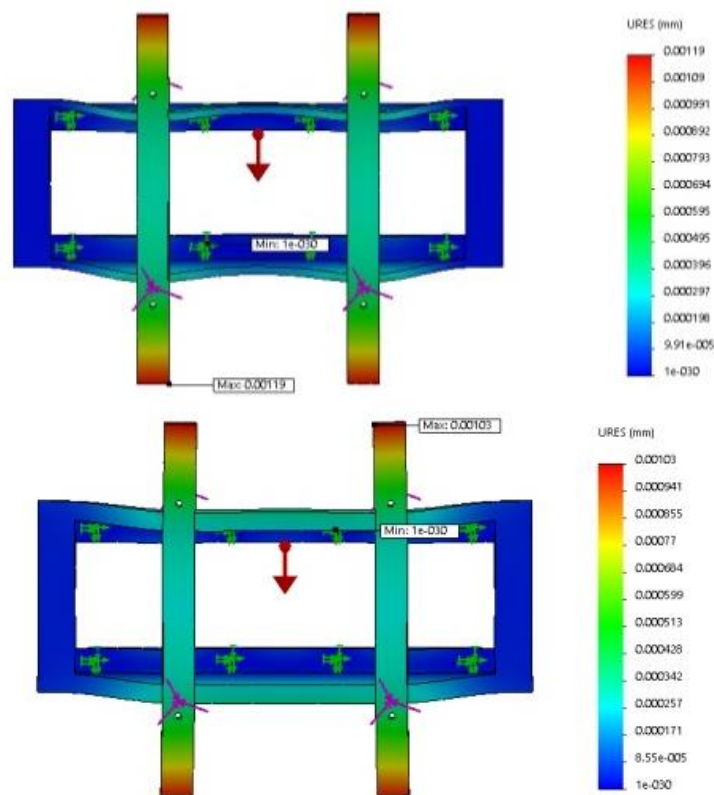 URES (mm)
0.00119
0.00109
0.000991
0.000892
0.000793
0.000694
0.000595
0.000495
0.000396
0.000297
0.000198
9.91e-005
1e-030
Min: 1e-030
Max: 0.00119
Max: 0.00103
Min: 1e-030
URES (mm)
0.00103
0.000941
0.000855
0.00077
0.000684
0.000599
0.000513
0.000428
0.000342
0.000257
0.000171
8.55e-005
1e-030